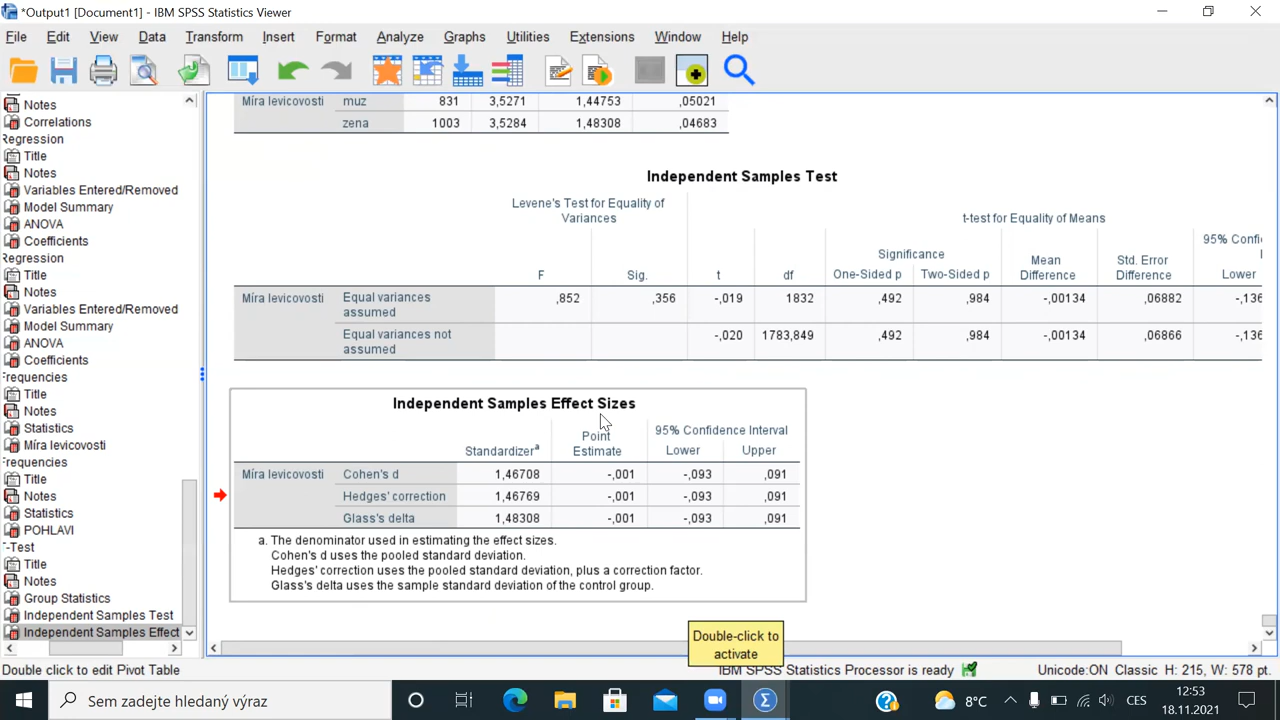 *Output1 [Document1] - IBM SPSS Statistics Viewer
File Edit View Data Transform Insert Format Analyze Graphs Utilities Extensions Window Help
Notes
Correlations
Regression
Title
Notes
Variables Entered/Removed
Model Summary
ANOVA
Coefficients
Regression
Title
Notes
Variables Entered/Removed
Model Summary
ANOVA
Coefficients
Frequencies
Title
Notes
Statistics
Míra levicovosti
Frequencies
Title
Notes
Statistics
POHLAVI
T-Test
Title
Notes
Group Statistics
Independent Samples Test
Independent Samples Effect
Míra levicovosti muz 831 3,5271 1,44753 ,05021
zena 1003 3,5284 1,48308 ,04683
Independent Samples Test
Levene's Test for Equality of
Variances
t-test for Equality of Means
F Sig. t df
Significance
One-Sided p Two-Sided p
Mean
Difference
Std. Error
Difference
95% Confi
Lower
Míra levicovosti Equal variances
assumed
,852 ,356 -,019 1832 ,492 ,984 -,00134 ,06882 -,136
Equal variances not
assumed
-,020 1783,849 ,492 ,984 -,00134 ,06866 -,136
Independent Samples Effect Sizes
Standardizerᵃ
Point
Estimate
95% Confidence Interval
Lower Upper
Míra levicovosti Cohen's d 1,46708 -,001 -,093 ,091
Hedges' correction 1,46769 -,001 -,093 ,091
Glass's delta 1,48308 -,001 -,093 ,091
a. The denominator used in estimating the effect sizes.
Cohen's d uses the pooled standard deviation.
Hedges' correction uses the pooled standard deviation, plus a correction factor.
Glass's delta uses the sample standard deviation of the control group.
Double-click to
activate
Double click to edit Pivot Table
IBM SPSS Statistics Processor is ready
Unicode:ON Classic H: 215, W: 578 pt.
Sem zadejte hledaný výraz
8°C
CES
12:53
18.11.2021